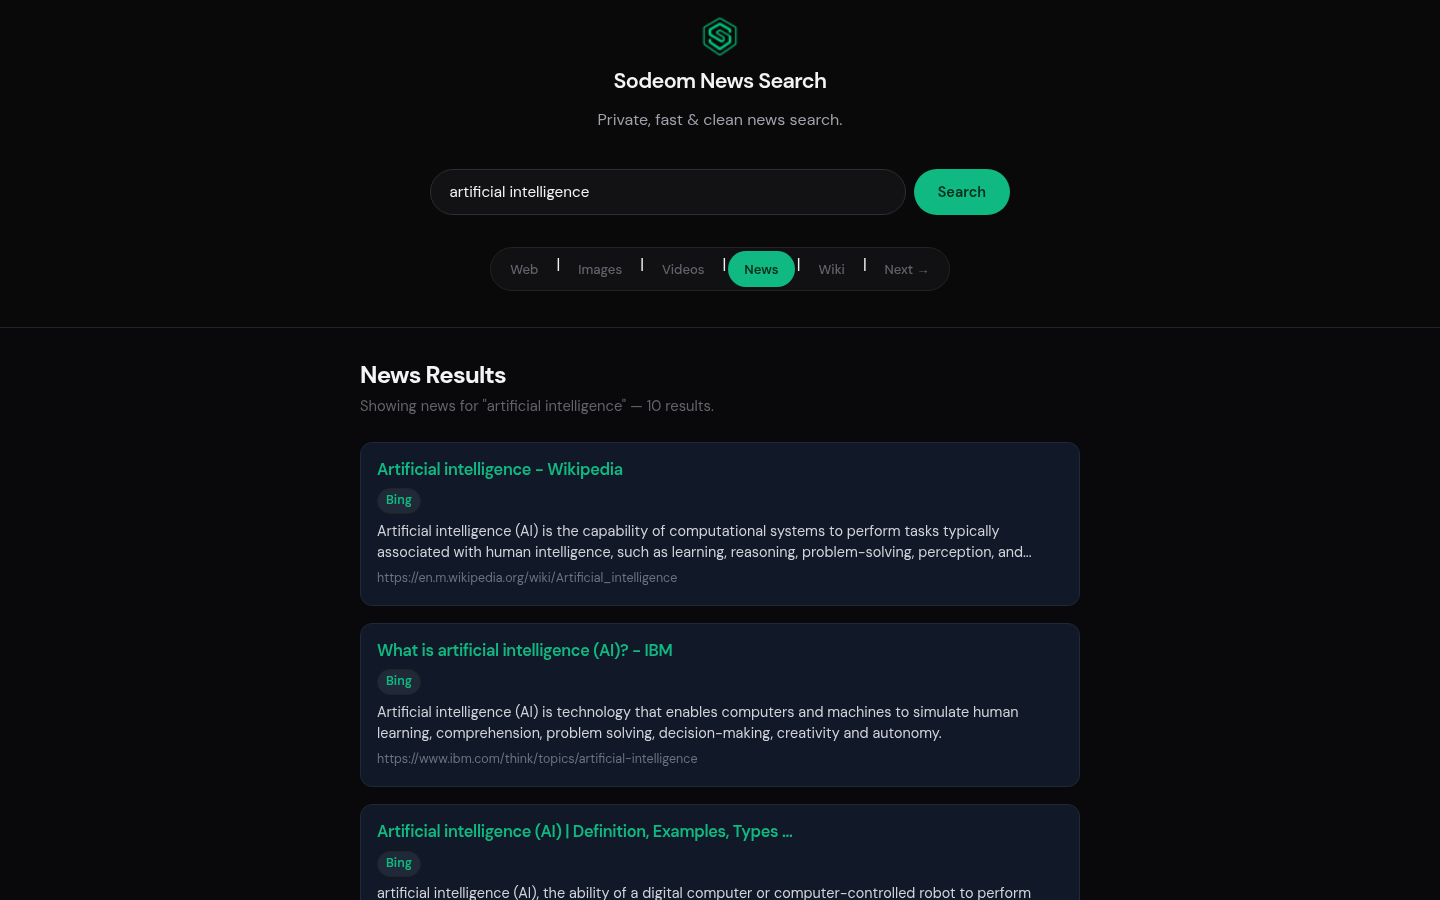 Sodeom News Search
Private, fast & clean news search.
artificial intelligence
Search
Web | Images | Videos | News | Wiki | Next →
News Results
Showing news for "artificial intelligence" — 10 results.
Artificial intelligence - Wikipedia
Bing
Artificial intelligence (AI) is the capability of computational systems to perform tasks typically
associated with human intelligence, such as learning, reasoning, problem-solving, perception, and...
https://en.m.wikipedia.org/wiki/Artificial_intelligence
What is artificial intelligence (AI)? - IBM
Bing
Artificial intelligence (AI) is technology that enables computers and machines to simulate human
learning, comprehension, problem solving, decision-making, creativity and autonomy.
https://www.ibm.com/think/topics/artificial-intelligence
Artificial intelligence (AI) | Definition, Examples, Types ...
Bing
artificial intelligence (AI), the ability of a digital computer or computer-controlled robot to perform